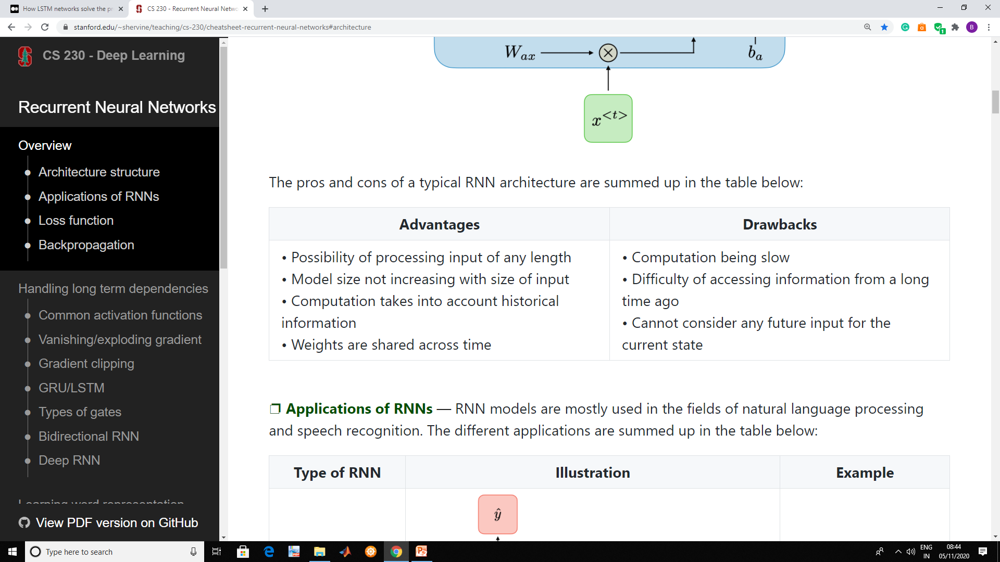 How LSTM networks solve the pr
CS 230 - Recurrent Neural Netwo
stanford.edu/~shervine/teaching/cs-230/cheatsheet-recurrent-neural-networks#architecture
1
B
CS 230 - Deep Learning
Recurrent Neural Networks
Overview
Architecture structure
Applications of RNNs
Loss function
Backpropagation
Handling long term dependencies
Common activation functions
Vanishing/exploding gradient
Gradient clipping
GRU/LSTM
Types of gates
Bidirectional RNN
Deep RNN
Learning word representation
View PDF version on GitHub
W_{ax} b_a
x^{<t>}
The pros and cons of a typical RNN architecture are summed up in the table below:
Advantages
• Possibility of processing input of any length
• Model size not increasing with size of input
• Computation takes into account historical
information
• Weights are shared across time
Drawbacks
• Computation being slow
• Difficulty of accessing information from a long
time ago
• Cannot consider any future input for the
current state
❐ Applications of RNNs — RNN models are mostly used in the fields of natural language processing
and speech recognition. The different applications are summed up in the table below:
Type of RNN Illustration Example
ŷ
Type here to search
ENG
IN
08:44
05/11/2020